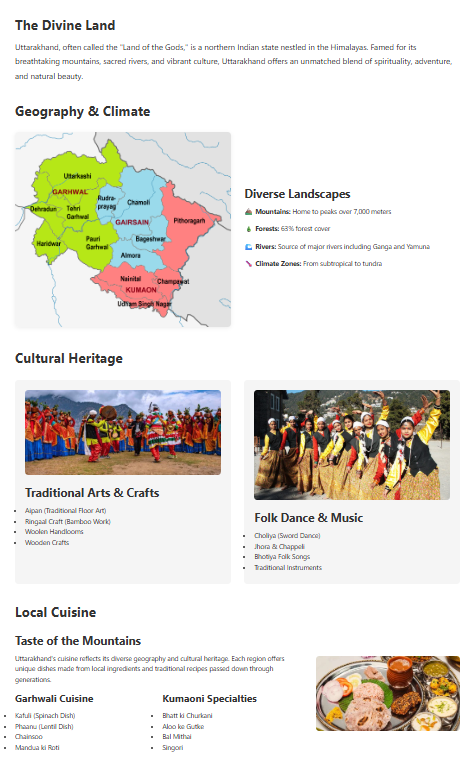 The Divine Land
Uttarakhand, often called the "Land of the Gods," is a northern Indian state nestled in the Himalayas. Famed for its
breathtaking mountains, sacred rivers, and vibrant culture, Uttarakhand offers an unmatched blend of spirituality, adventure,
and natural beauty.
Geography & Climate
Uttarkashi
GARHWAL
Dehradun
Tehri
Garhwal
Rudra-
prayag
Chamoli
GAIRSAIN
Pithoragarh
Haridwar
Pauri
Garhwal
Bageshwar
Almora
Nainital
Champawat
KUMAON
Udham Singh Nagar
Diverse Landscapes
Mountains: Home to peaks over 7,000 meters
Forests: 63% forest cover
Rivers: Source of major rivers including Ganga and Yamuna
Climate Zones: From subtropical to tundra
Cultural Heritage
Traditional Arts & Crafts
Aipan (Traditional Floor Art)
Ringaal Craft (Bamboo Work)
Woolen Handlooms
Wooden Crafts
Folk Dance & Music
Choliya (Sword Dance)
Jhora & Chappeli
Bhotiya Folk Songs
Traditional Instruments
Local Cuisine
Taste of the Mountains
Uttarakhand's cuisine reflects its diverse geography and cultural heritage. Each region offers
unique dishes made from local ingredients and traditional recipes passed down through
generations.
Garhwali Cuisine
Kafuli (Spinach Dish)
Phaanu (Lentil Dish)
Chainsoo
Mandua ki Roti
Kumaoni Specialties
Bhatt ki Churkani
Aloo ke Gutke
Bal Mithai
Singori